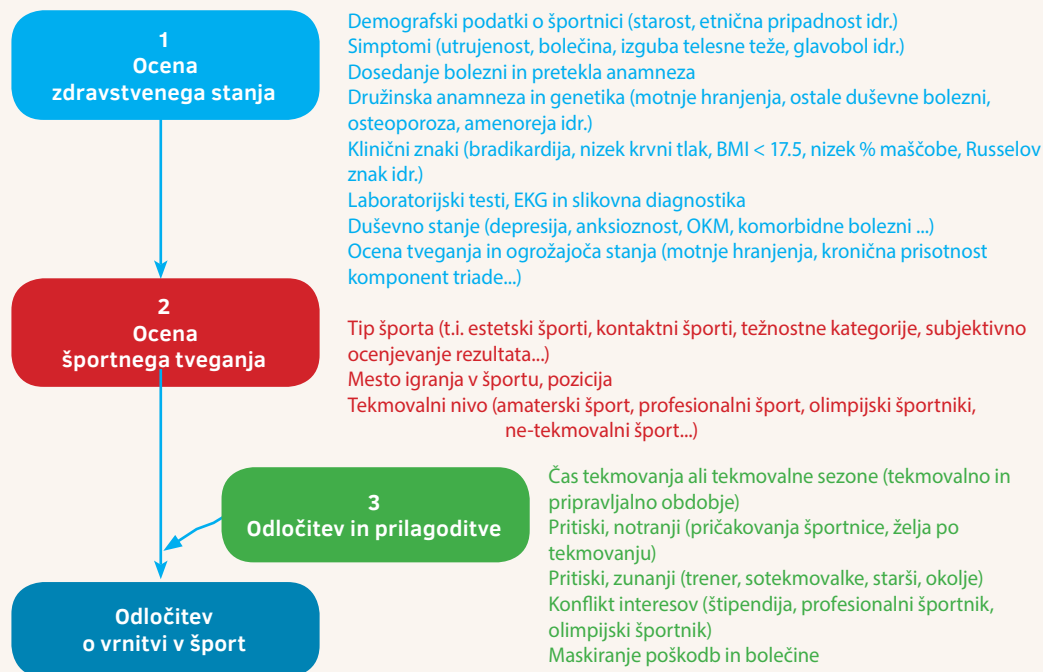 1
Ocena
zdravstvenega stanja
Demografski podatki o športnici (starost, etnična pripadnost idr.)
Simptomi (utrujenost, bolečina, izguba telesne teže, glavobol idr.)
Dosedanje bolezni in pretekla anamneza
Družinska anamneza in genetika (motnje hranjenja, ostale duševne bolezni,
osteoporoza, amenoreja idr.)
Klinični znaki (bradikardija, nizek krvni tlak, BMI < 17.5, nizek % maščobe, Russelov
znak idr.)
Laboratorijski testi, EKG in slikovna diagnostika
Duševno stanje (depresija, anksioznost, OKM, komorbidne bolezni ...)
Ocena tveganja in ogrožajoča stanja (motnje hranjenja, kronična prisotnost
komponent triade...)
2
Ocena
športnega tveganja
Tip športa (t.i. estetski športi, kontaktni športi, težnostne kategorije, subjektivno
ocenjevanje rezultata...)
Mesto igranja v športu, pozicija
Tekmovalni nivo (amaterski šport, profesionalni šport, olimpijski športniki,
ne-tekmovalni šport...)
3
Odločitev in prilagoditve
Čas tekmovanja ali tekmovalne sezone (tekmovalno in
pripravljalno obdobje)
Pritiski, notranji (pričakovanja športnice, želja po
tekmovanju)
Pritiski, zunanji (trener, sotekmovalke, starši, okolje)
Konflikt interesov (štipendija, profesionalni športnik,
olimpijski športnik)
Maskiranje poškodb in bolečine
Odločitev
o vrnitvi v šport